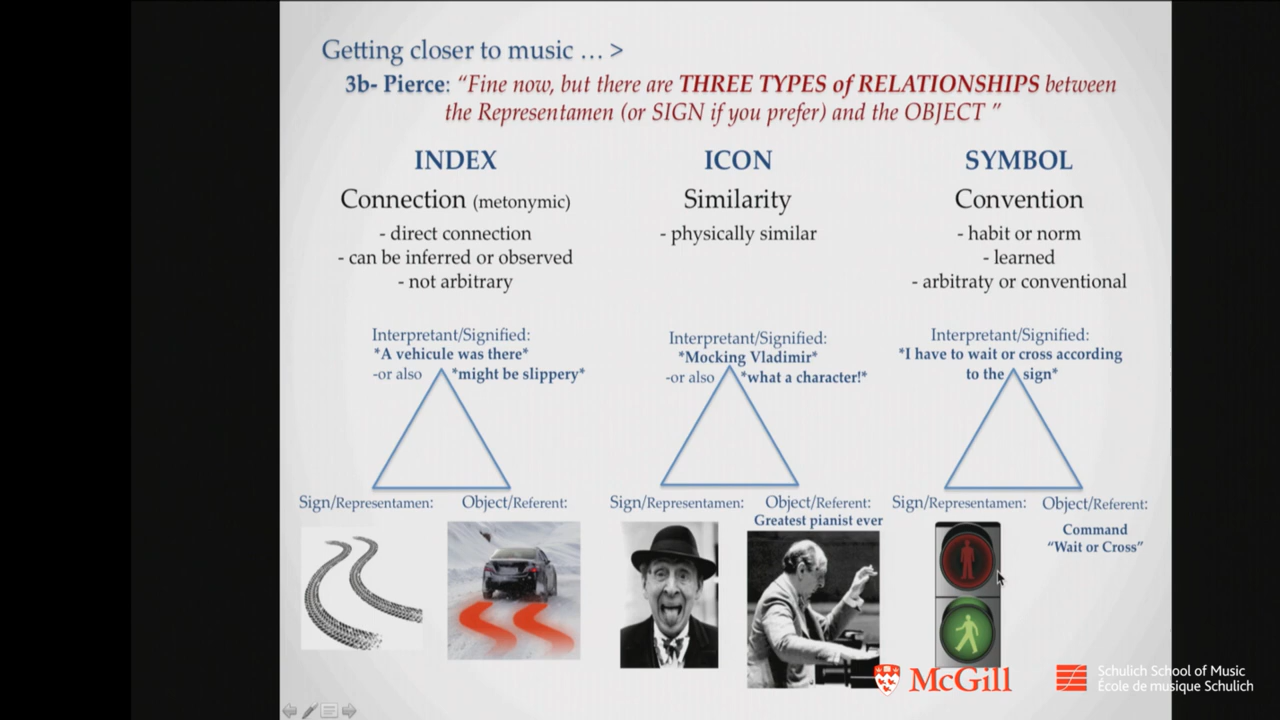 Getting closer to music … >
3b- Pierce: “Fine now, but there are THREE TYPES of RELATIONSHIPS between
the Representamen (or SIGN if you prefer) and the OBJECT ”
INDEX
Connection (metonymic)
- direct connection
- can be inferred or observed
- not arbitrary
Interpretant/Signified:
*A vehicule was there*
-or also *might be slippery*
Sign/Representamen:
Object/Referent:
ICON
Similarity
- physically similar
Interpretant/Signified:
*Mocking Vladimir*
-or also *what a character!*
Sign/Representamen:
Object/Referent:
Greatest pianist ever
SYMBOL
Convention
- habit or norm
- learned
- arbitraty or conventional
Interpretant/Signified:
*I have to wait or cross according
to the sign*
Sign/Representamen:
Object/Referent:
Command
“Wait or Cross”
McGill
Schulich School of Music
École de musique Schulich